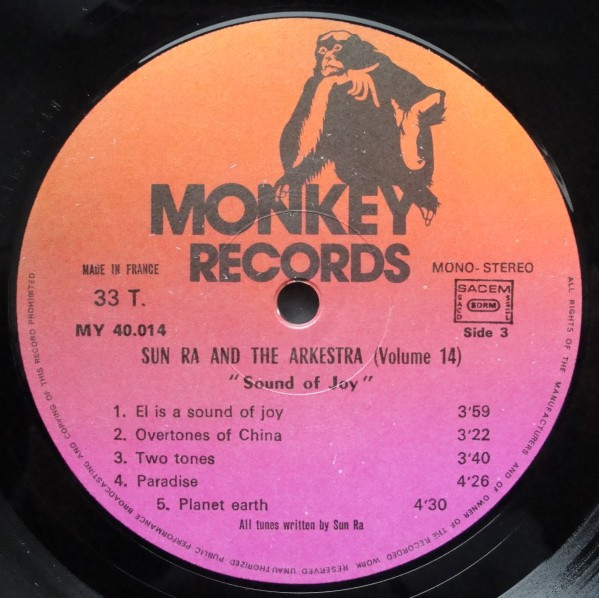 MONKEY
RECORDS
MADE IN FRANCE
33 T.
MY 40.014
MONO-STEREO
SACEM
SACD
SDRM
Side 3
SUN RA AND THE ARKESTRA (Volume 14)
"Sound of Joy"
1. El is a sound of joy 3'59
2. Overtones of China 3'22
3. Two tones 3'40
4. Paradise 4'26
5. Planet earth 4'30
All tunes written by Sun Ra
ALL RIGHTS OF THE MANUFACTURERS AND OF OWNER OF THE RECORDED WORK RESERVED UNAUTHORIZED PUBLIC PERFORMANCE BROADCASTING AND COPYING OF THIS RECORD PROHIBITED